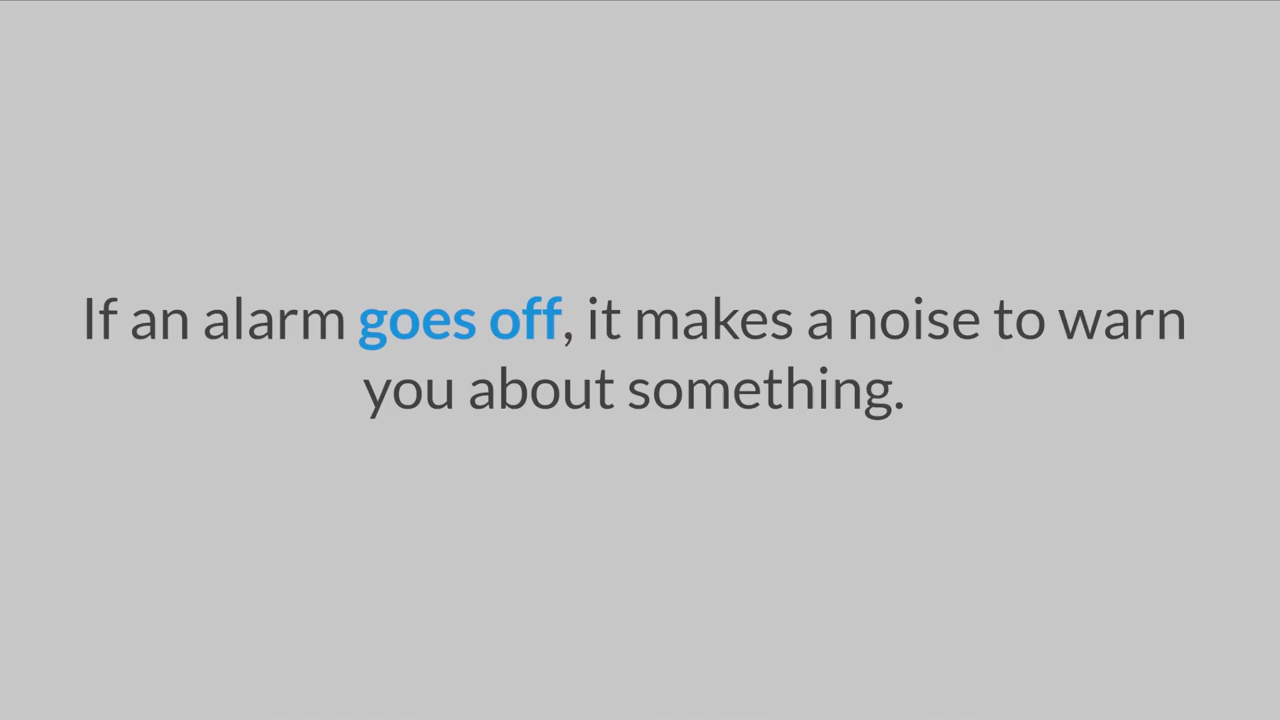 If an alarm goes off, it makes a noise to warn
you about something.